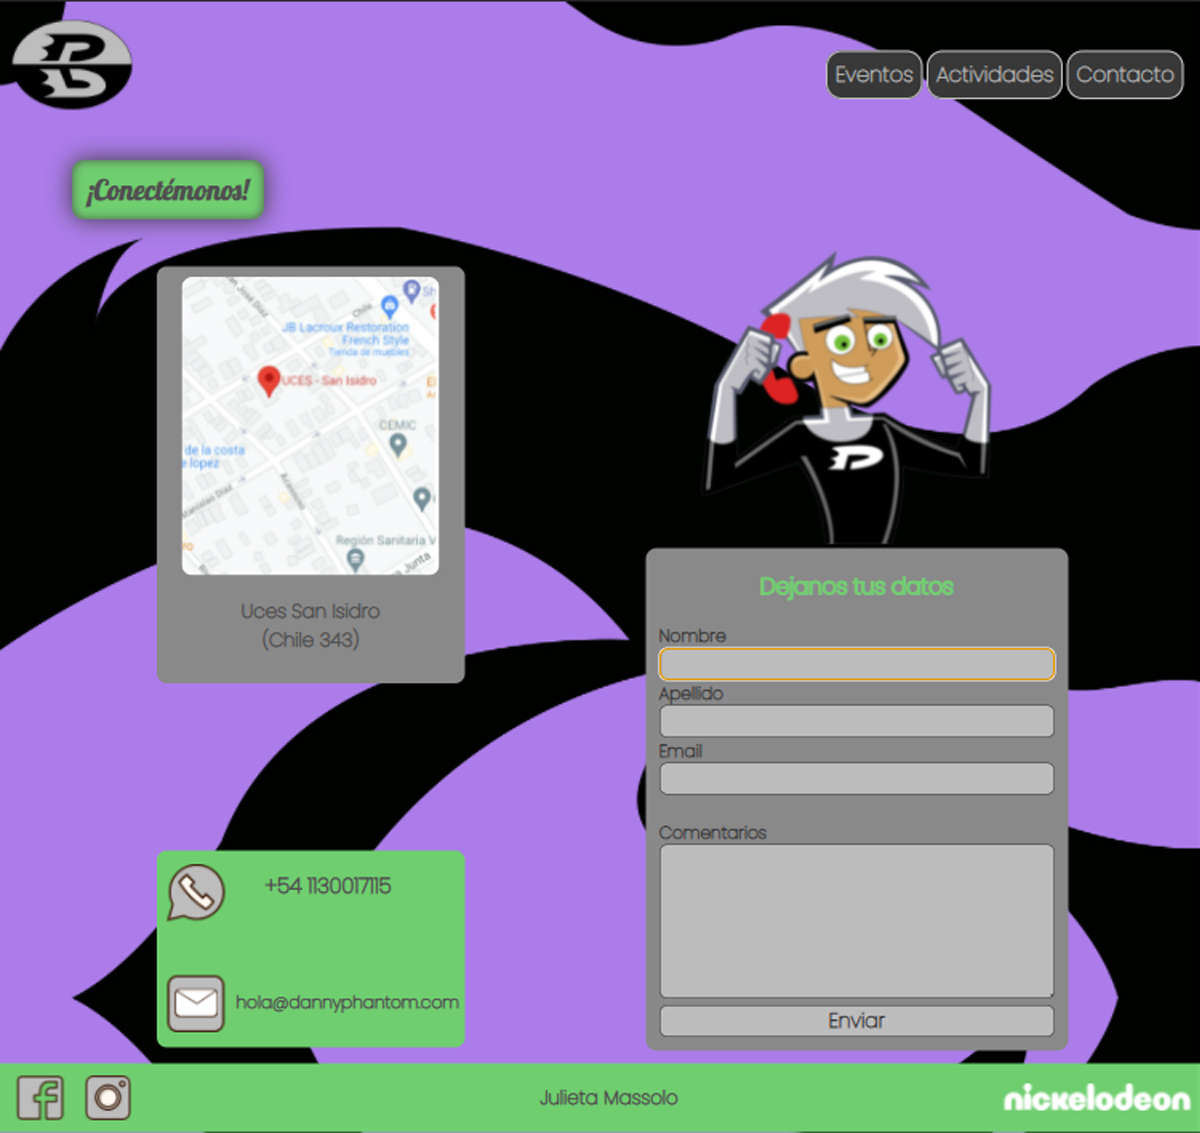 Eventos
Actividades
Contacto
¡Conectémonos!
Chile
JB Lacroux Restoration
French Style
Tienda de muebles
UCES - San Isidro
CEMIC
de la costa
lopez
Región Sanitaria V
Junta
Uces San Isidro
(Chile 343)
Dejanos tus datos
Nombre
Apellido
Email
Comentarios
Enviar
+54 1130017115
hola@dannyphantom.com
Julieta Massolo
nickelodeon